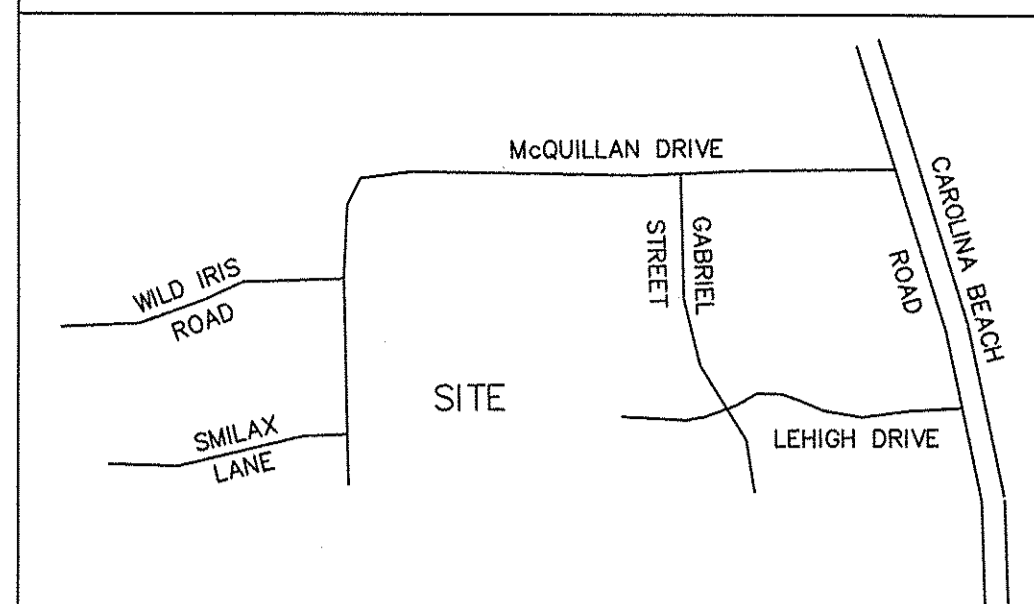 McQUILLAN DRIVE
CAROLINA BEACH
ROAD
GABRIEL
STREET
WILD IRIS
ROAD
SITE
SMILAX
LANE
LEHIGH DRIVE